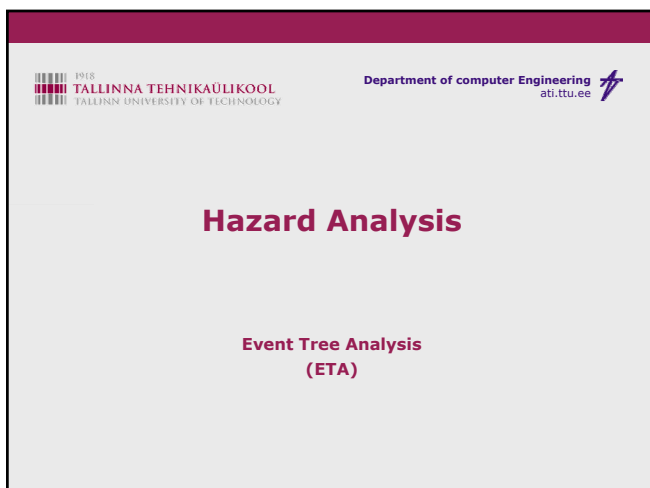 1918
TALLINNA TEHNIKAÜLIKOOL
TALLINN UNIVERSITY OF TECHNOLOGY
Department of computer Engineering
ati.ttu.ee
Hazard Analysis
Event Tree Analysis
(ETA)